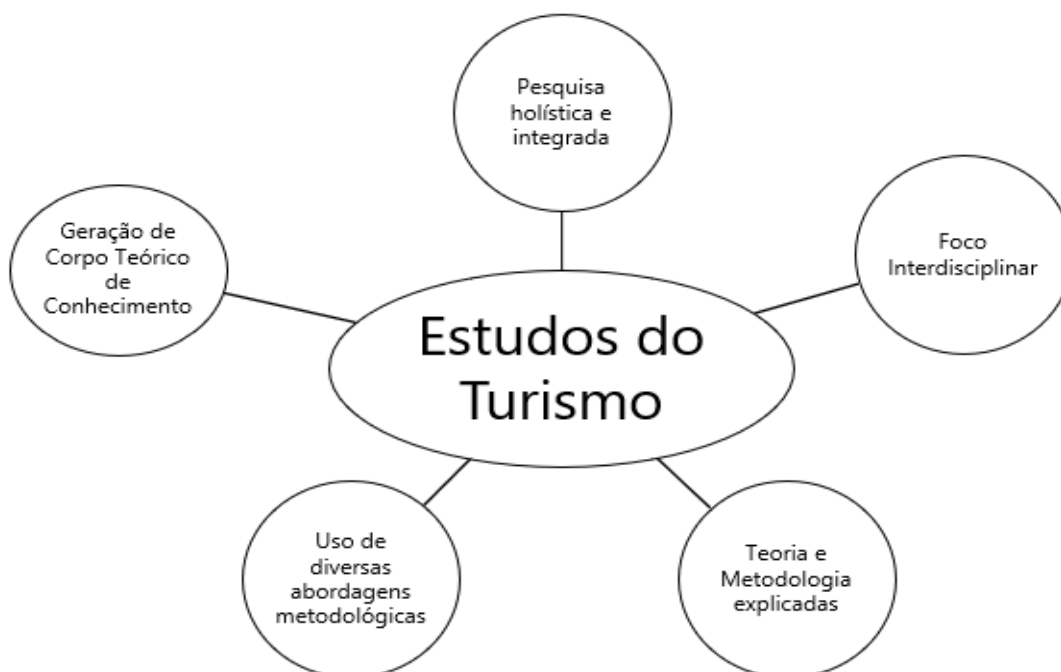 Pesquisa
holística e
integrada
Geração de
Corpo Teórico
de
Conhecimento
Foco
Interdisciplinar
Estudos do
Turismo
Uso de
diversas
abordagens
metodológicas
Teoria e
Metodologia
explicadas